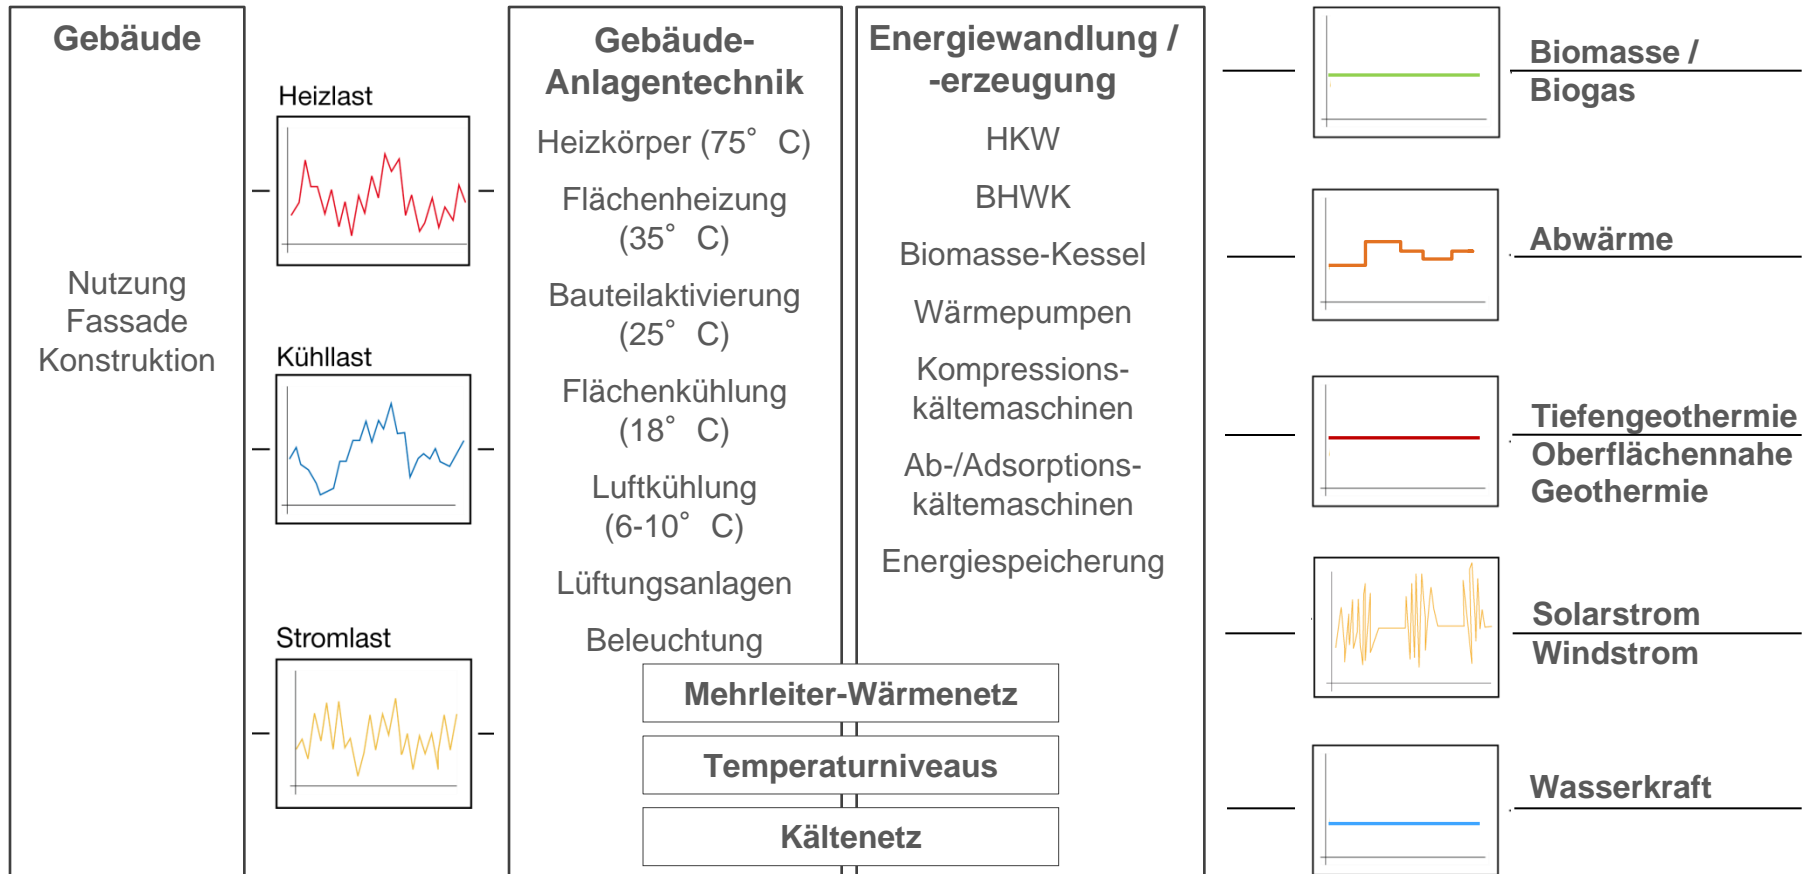 Gebäude
Nutzung
Fassade
Konstruktion
Heizlast
Kühllast
Stromlast
Gebäude-
Anlagentechnik
Heizkörper (75° C)
Flächenheizung
(35° C)
Bauteilaktivierung
(25° C)
Flächenkühlung
(18° C)
Luftkühlung
(6-10° C)
Lüftungsanlagen
Beleuchtung
Energiewandlung /
-erzeugung
HKW
BHWK
Biomasse-Kessel
Wärmepumpen
Kompressions-
kältemaschinen
Ab-/Adsorptions-
kältemaschinen
Energiespeicherung
Mehrleiter-Wärmenetz
Temperaturniveaus
Kältenetz
Biomasse /
Biogas
Abwärme
Tiefengeothermie
Oberflächennahe
Geothermie
Solarstrom
Windstrom
Wasserkraft